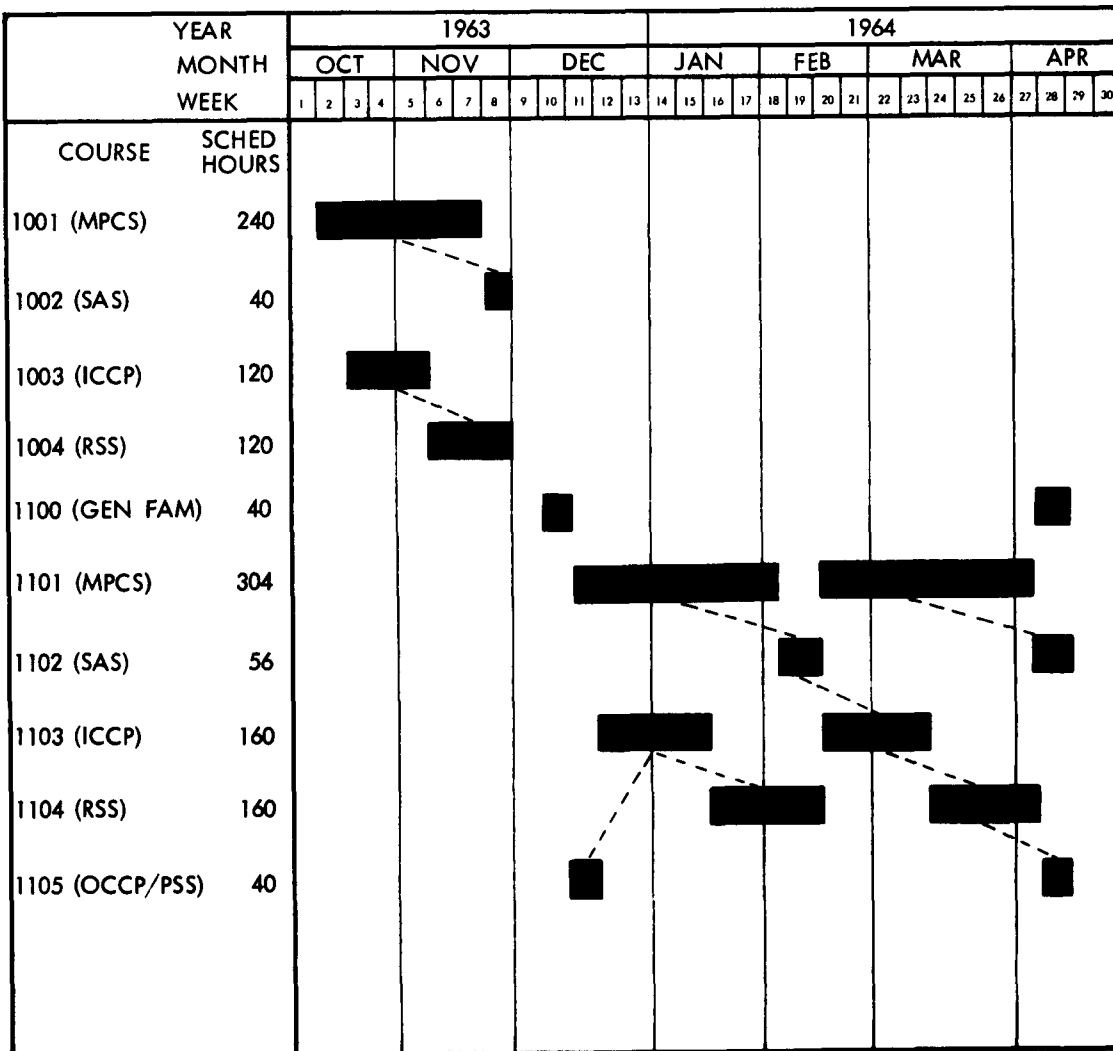 YEAR 1963 1964
MONTH OCT NOV DEC JAN FEB MAR APR
WEEK 1 2 3 4 5 6 7 8 9 10 11 12 13 14 15 16 17 18 19 20 21 22 23 24 25 26 27 28 29 30
COURSE SCHED HOURS
1001 (MPCS) 240
1002 (SAS) 40
1003 (ICCP) 120
1004 (RSS) 120
1100 (GEN FAM) 40
1101 (MPCS) 304
1102 (SAS) 56
1103 (ICCP) 160
1104 (RSS) 160
1105 (OCCP/PSS) 40